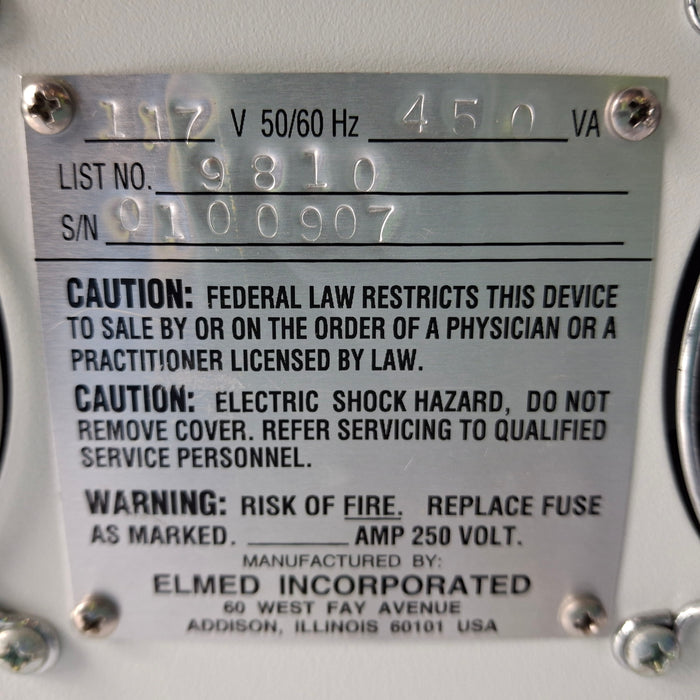 117 V 50/60 Hz 450 VA
LIST NO. 9810
S/N 0100907
CAUTION: FEDERAL LAW RESTRICTS THIS DEVICE
TO SALE BY OR ON THE ORDER OF A PHYSICIAN OR A
PRACTITIONER LICENSED BY LAW.
CAUTION: ELECTRIC SHOCK HAZARD, DO NOT
REMOVE COVER. REFER SERVICING TO QUALIFIED
SERVICE PERSONNEL.
WARNING: RISK OF FIRE. REPLACE FUSE
AS MARKED. ________ AMP 250 VOLT.
MANUFACTURED BY:
ELMED INCORPORATED
60 WEST FAY AVENUE
ADDISON, ILLINOIS 60101 USA